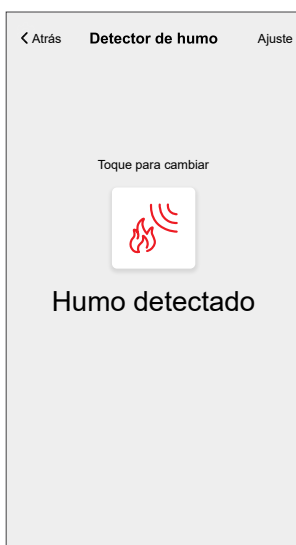 Atrás Detector de humo Ajuste
Toque para cambiar
Humo detectado